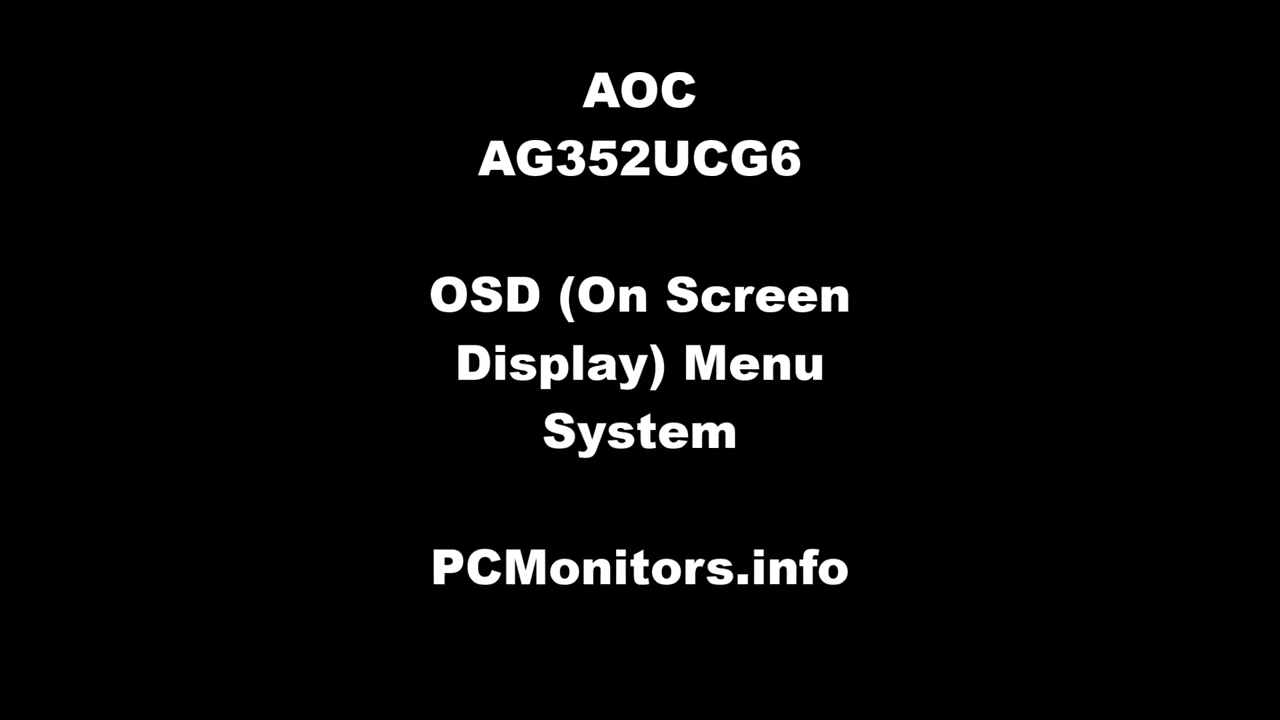 AOC
AG352UCG6
OSD (On Screen
Display) Menu
System
PCMonitors.info